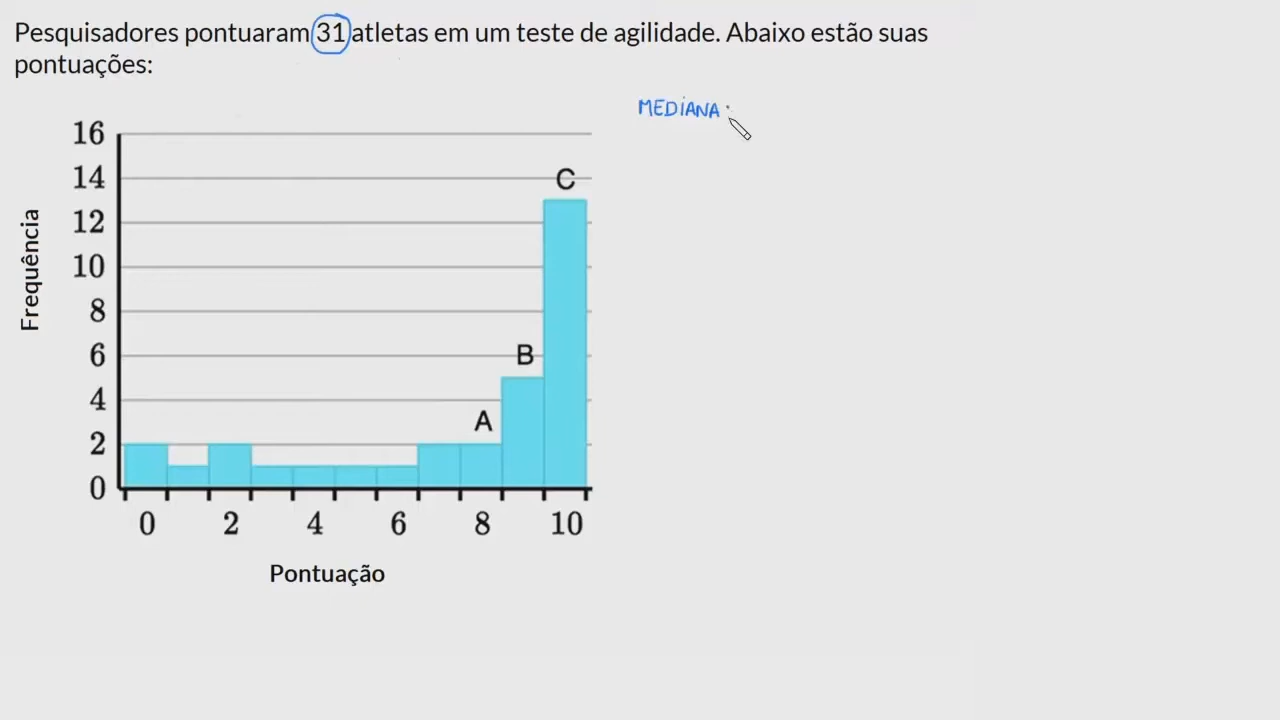 Pesquisadores pontuaram 31 atletas em um teste de agilidade. Abaixo estão suas
pontuações:
MEDIANA :
16
14
12
10
8
6
4
2
0
C
B
A
Frequência
0 2 4 6 8 10
Pontuação